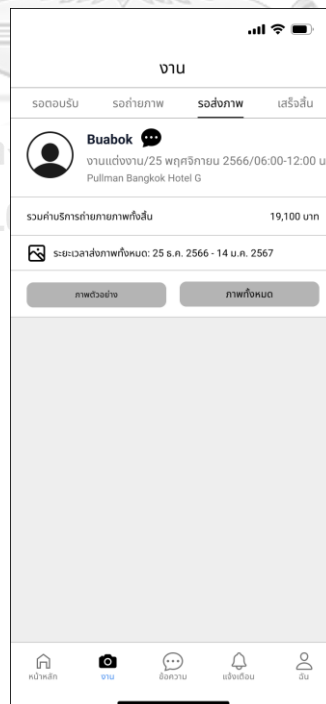 งาน
รอตอบรับ รอถ่ายภาพ รอส่งภาพ เสร็จสิ้น
Buabok
งานแต่งงาน/25 พฤศจิกายน 2566/06:00-12:00 น
Pullman Bangkok Hotel G
รวมค่าบริการถ่ายภายภาพทั้งสิ้น 19,100 บาท
ระยะเวลาส่งภาพทั้งหมด: 25 ธ.ค. 2566 - 14 ม.ค. 2567
ภาพตัวอย่าง ภาพทั้งหมด
หน้าหลัก งาน ข้อความ แจ้งเตือน ฉัน